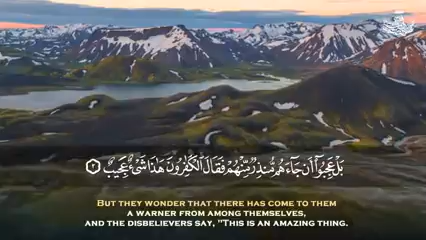 بَلْ عَجِبُوٓا۟ أَن جَآءَهُم مُّنذِرٌ مِّنْهُمْ فَقَالَ ٱلْكَٰفِرُونَ هَٰذَا شَىْءٌ عَجِيبٌ
BUT THEY WONDER THAT THERE HAS COME TO THEM
A WARNER FROM AMONG THEMSELVES,
AND THE DISBELIEVERS SAY, "THIS IS AN AMAZING THING.